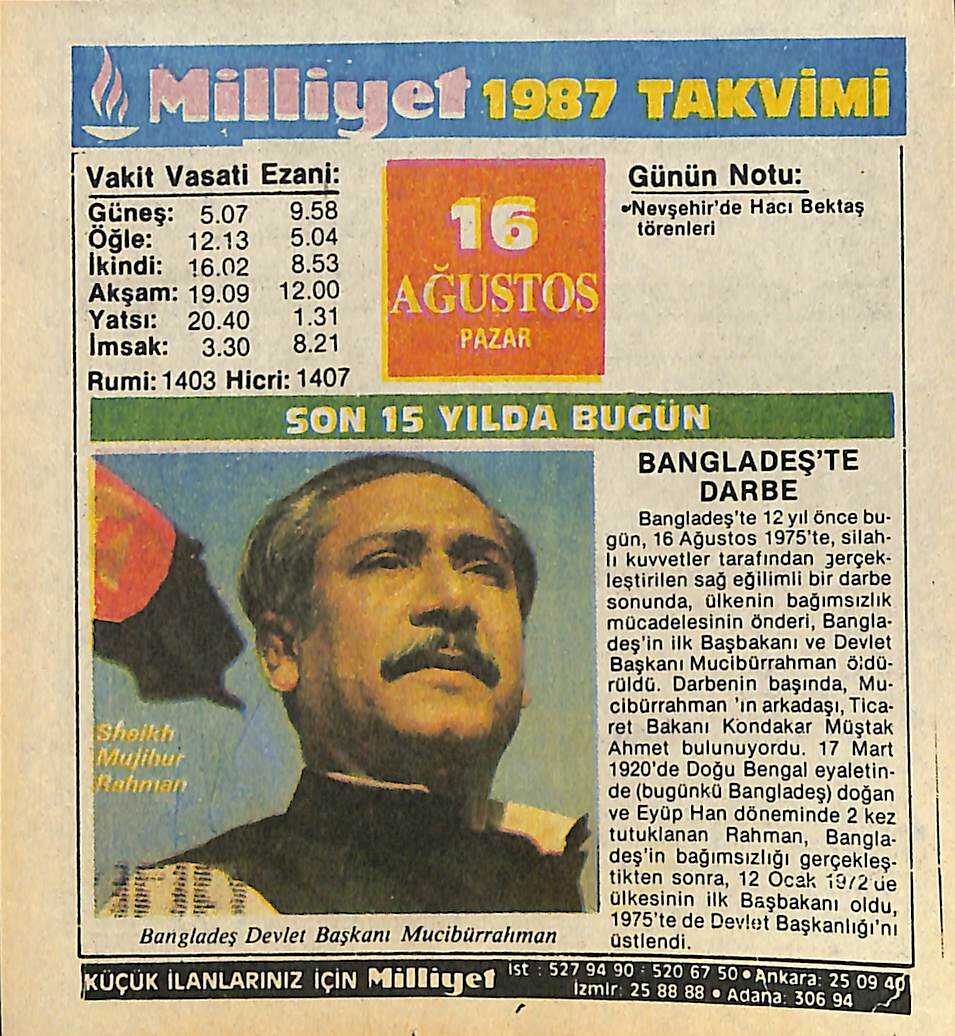 Milliyet 1987 TAKVİMİ
Vakit Vasati Ezani:
Güneş: 5.07 9.58
Öğle: 12.13 5.04
İkindi: 16.02 8.53
Akşam: 19.09 12.00
Yatsı: 20.40 1.31
İmsak: 3.30 8.21
Rumi: 1403 Hicri: 1407
16
AĞUSTOS
PAZAR
Günün Notu:
Nevşehir'de Hacı Bektaş
törenleri
SON 15 YILDA BUGÜN
Sheikh
Mujibur
Rahman
Bangladeş Devlet Başkanı Mucibürrahman
BANGLADEŞ'TE
DARBE
Bangladeş'te 12 yıl önce bu-
gün, 16 Ağustos 1975'te, silah-
lı kuvvetler tarafından gerçek-
leştirilen sağ eğilimli bir darbe
sonunda, ülkenin bağımsızlık
mücadelesinin önderi, Bangla-
deş'in ilk Başbakanı ve Devlet
Başkanı Mucibürrahman öldü-
rüldü. Darbenin başında, Mu-
cibürrahman 'ın arkadaşı, Tica-
ret Bakanı Kondakar Müştak
Ahmet bulunuyordu. 17 Mart
1920'de Doğu Bengal eyaletin-
de (bugünkü Bangladeş) doğan
ve Eyüp Han döneminde 2 kez
tutuklanan Rahman, Bangla-
deş'in bağımsızlığı gerçekleş-
tikten sonra, 12 Ocak 1972'de
ülkesinin ilk Başbakanı oldu,
1975'te de Devlet Başkanlığı'nı
üstlendi.
KÜÇÜK İLANLARINIZ İÇİN Milliyet İst : 527 94 90 - 520 67 50 • Ankara: 25 09 40
İzmir: 25 88 88 • Adana: 306 94